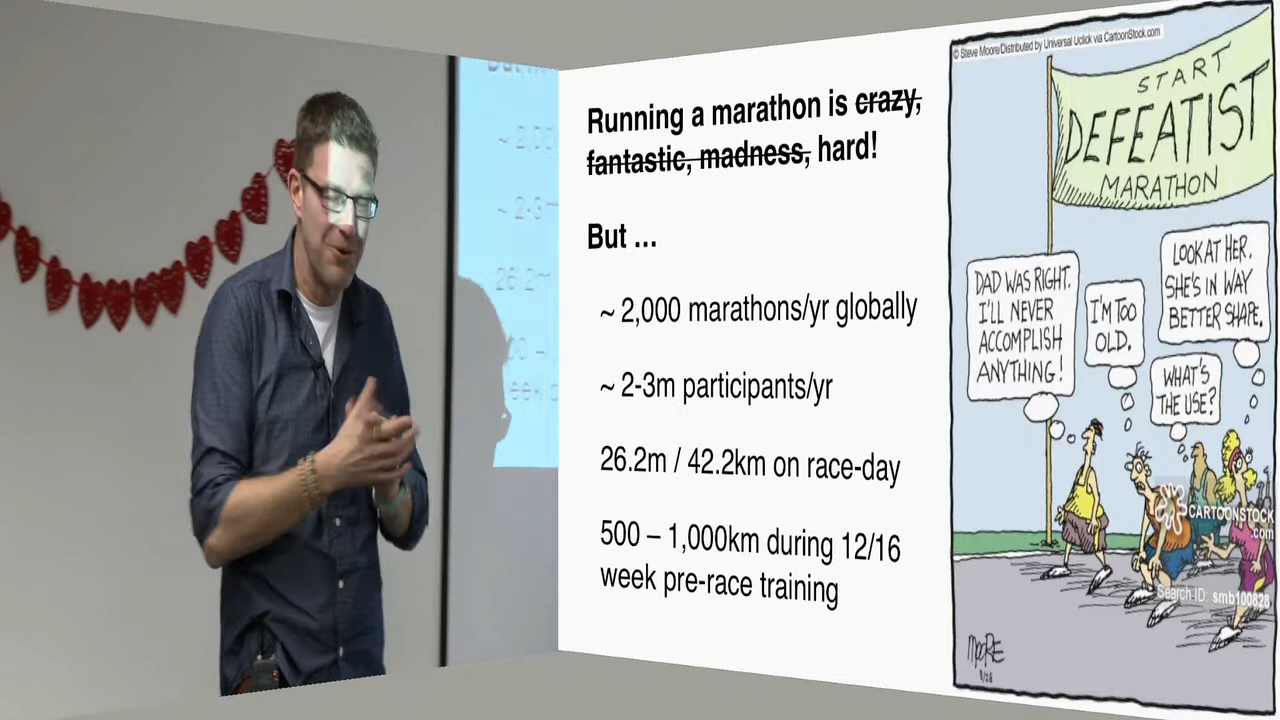 Running a marathon is crazy,
fantastic, madness, hard!
But ...
~ 2,000 marathons/yr globally
~ 2-3m participants/yr
26.2m / 42.2km on race-day
500 – 1,000km during 12/16
week pre-race training
© Steve Moore/Distributed by Universal Uclick via CartoonStock.com
START
DEFEATIST
MARATHON
DAD WAS RIGHT.
I'LL NEVER
ACCOMPLISH
ANYTHING!
I'M TOO
OLD.
LOOK AT HER.
SHE'S IN WAY
BETTER SHAPE.
WHAT'S
THE USE?
CARTOONSTOCK
.com
Search ID: smb100828
MOORE